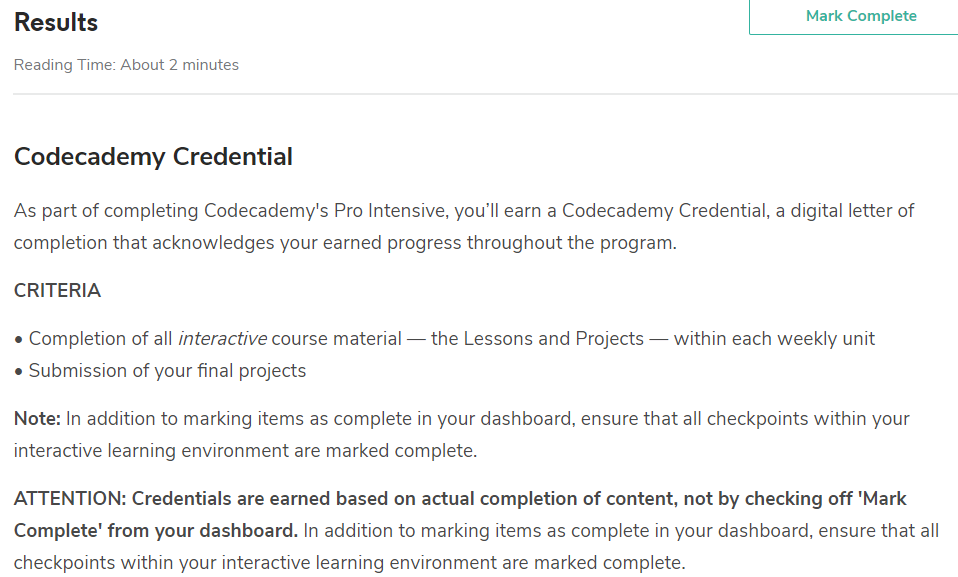 Results
Mark Complete
Reading Time: About 2 minutes
Codecademy Credential
As part of completing Codecademy's Pro Intensive, you’ll earn a Codecademy Credential, a digital letter of
completion that acknowledges your earned progress throughout the program.
CRITERIA
• Completion of all interactive course material — the Lessons and Projects — within each weekly unit
• Submission of your final projects
Note: In addition to marking items as complete in your dashboard, ensure that all checkpoints within your
interactive learning environment are marked complete.
ATTENTION: Credentials are earned based on actual completion of content, not by checking off 'Mark
Complete' from your dashboard. In addition to marking items as complete in your dashboard, ensure that all
checkpoints within your interactive learning environment are marked complete.